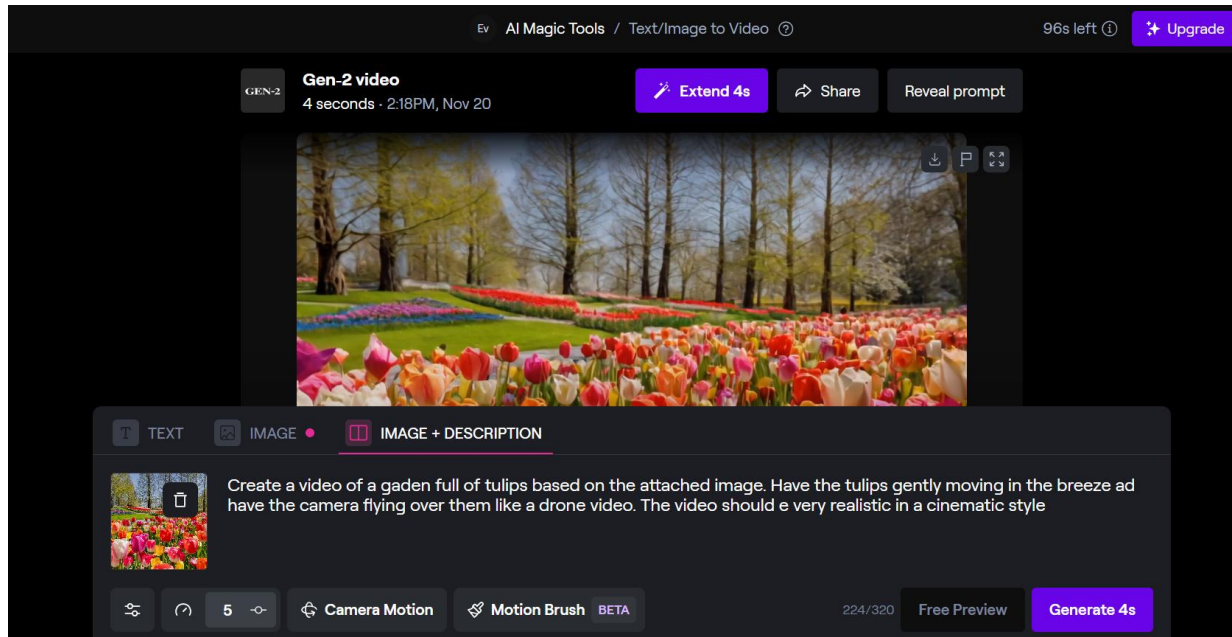 Ev AI Magic Tools / Text/Image to Video ?
96s left i
Upgrade
GEN-2
Gen-2 video
4 seconds · 2:18PM, Nov 20
Extend 4s
Share
Reveal prompt
T TEXT
IMAGE
IMAGE + DESCRIPTION
Create a video of a gaden full of tulips based on the attached image. Have the tulips gently moving in the breeze ad
have the camera flying over them like a drone video. The video should e very realistic in a cinematic style
5
Camera Motion
Motion Brush BETA
224/320
Free Preview
Generate 4s